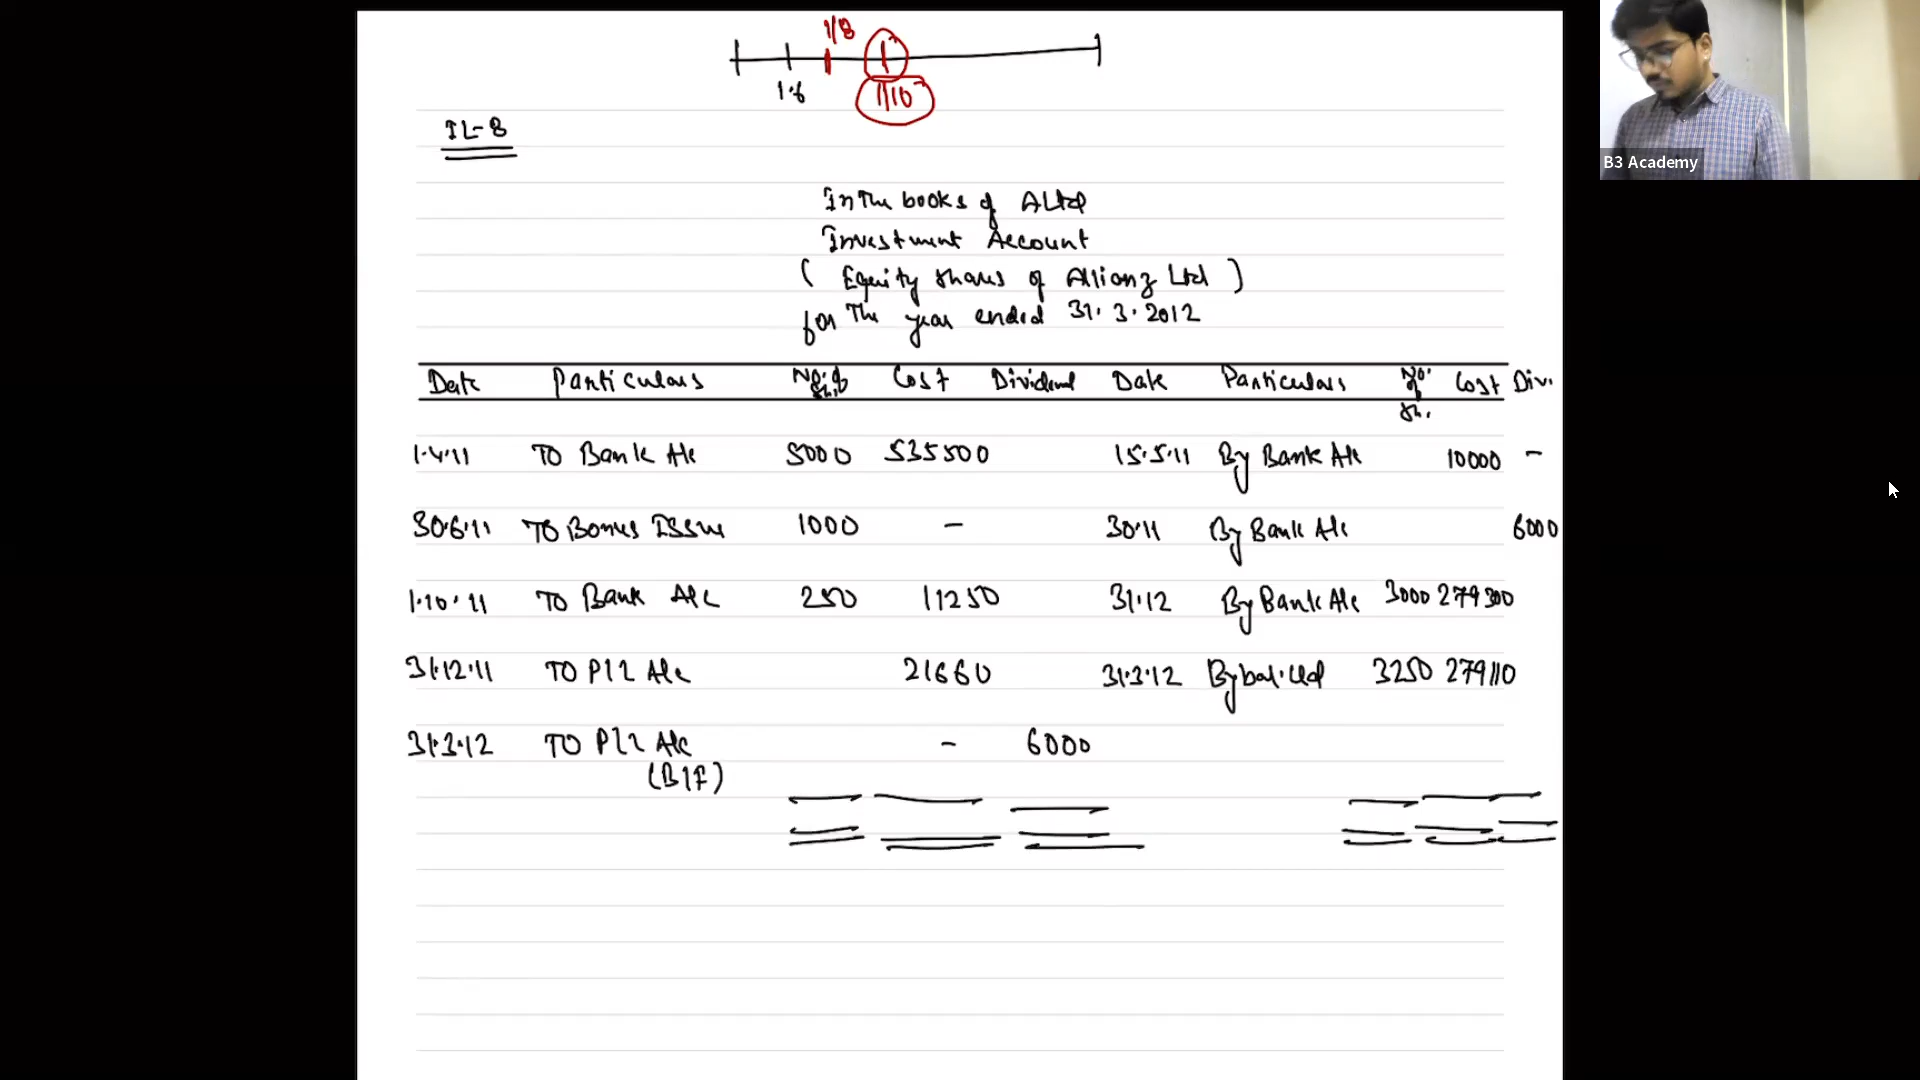 1/8
1.6
1/10
IL-8
B3 Academy
In The books of A Ltd
Investment Account
( Equity shares of Allianz Ltd )
for The year ended 31.3.2012
Date Particulars No. of Sh. Cost Dividend Date Particulars No. of Sh. Cost Div.
1.4.11 TO Bank A/c 5000 535500 15.5.11 By Bank A/c 10000 -
30.6.11 TO Bonus Issue 1000 - 30.11 By Bank A/c 6000
1.10.11 TO Bank A/c 250 11250 31.12 By Bank A/c 3000 279300
31.12.11 TO P/L A/c 21660 31.3.12 By bal. c/d 3250 279110
31.3.12 TO P/L A/c - 6000
(B/F)